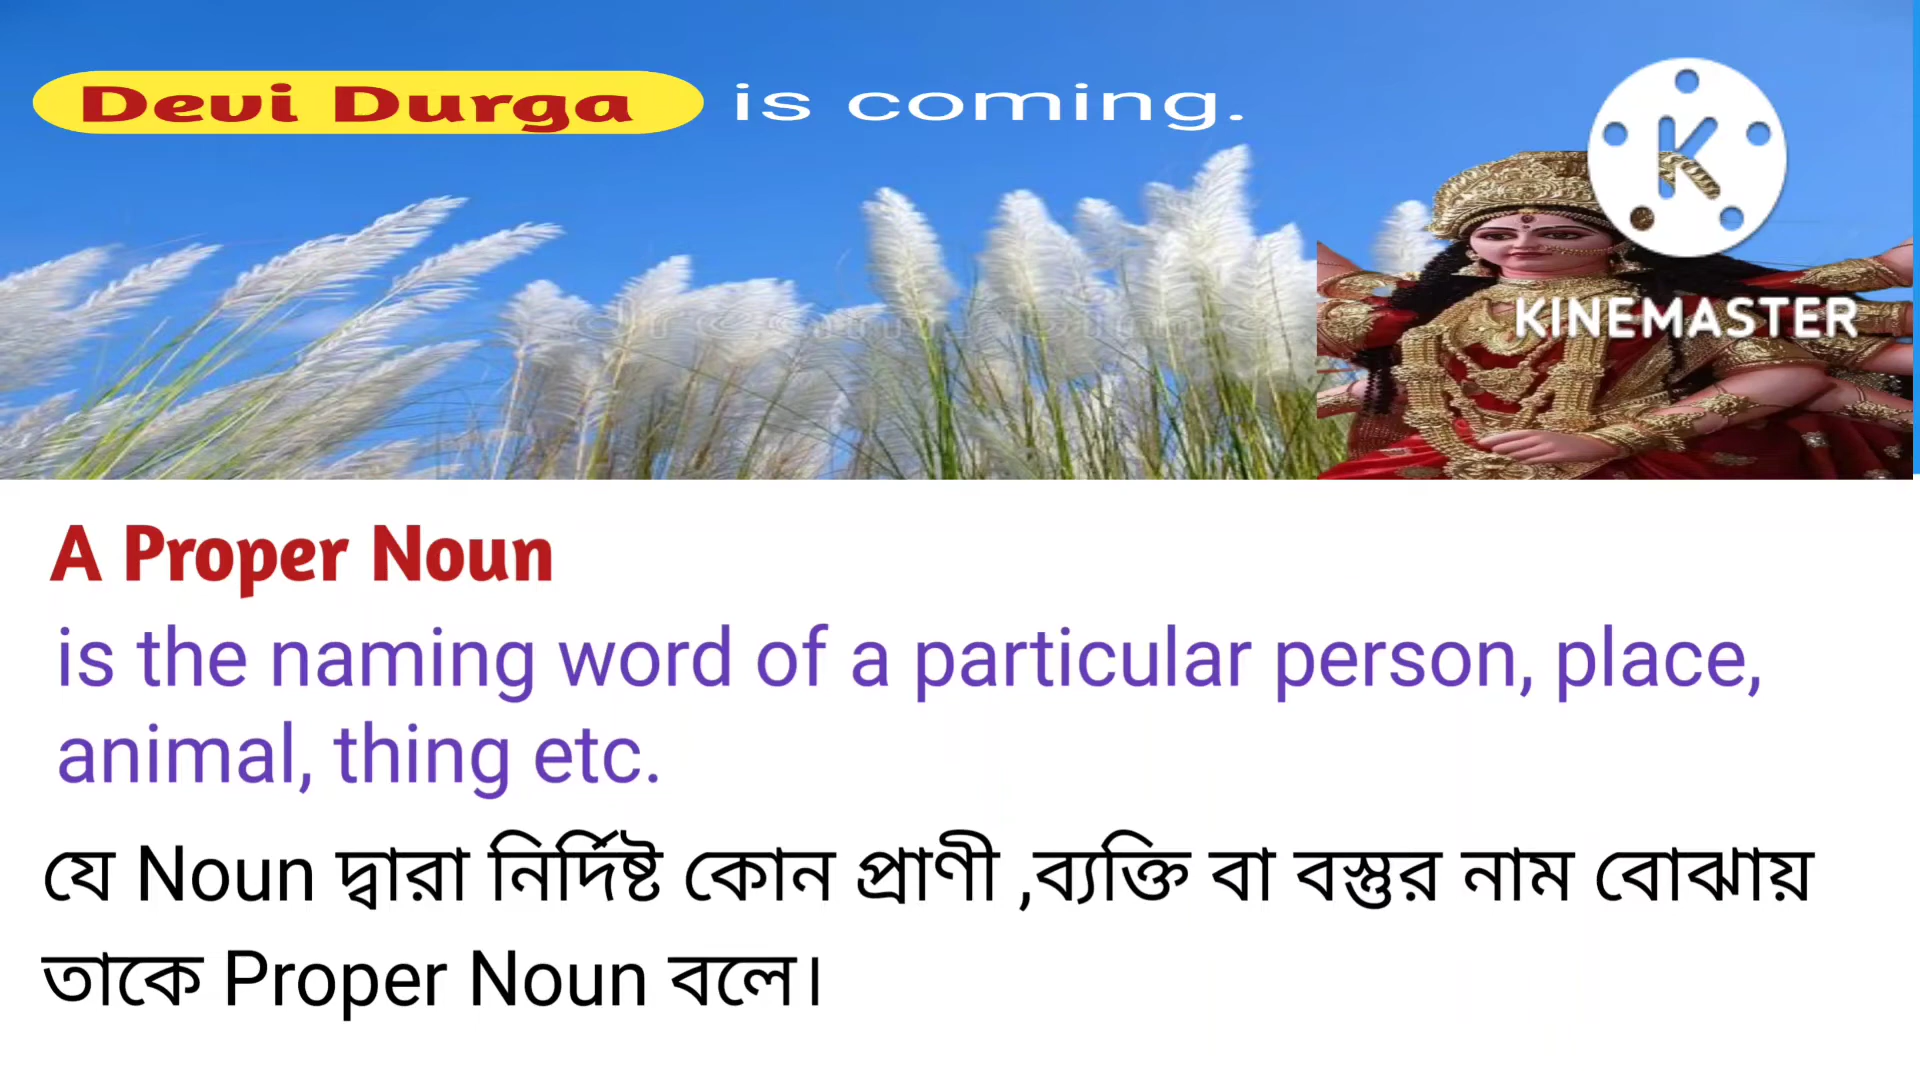 Devi Durga is coming.
K
KINEMASTER
dreamstime
A Proper Noun
is the naming word of a particular person, place,
animal, thing etc.
যে Noun দ্বারা নির্দিষ্ট কোন প্রাণী ,ব্যক্তি বা বস্তুর নাম বোঝায়
তাকে Proper Noun বলে।